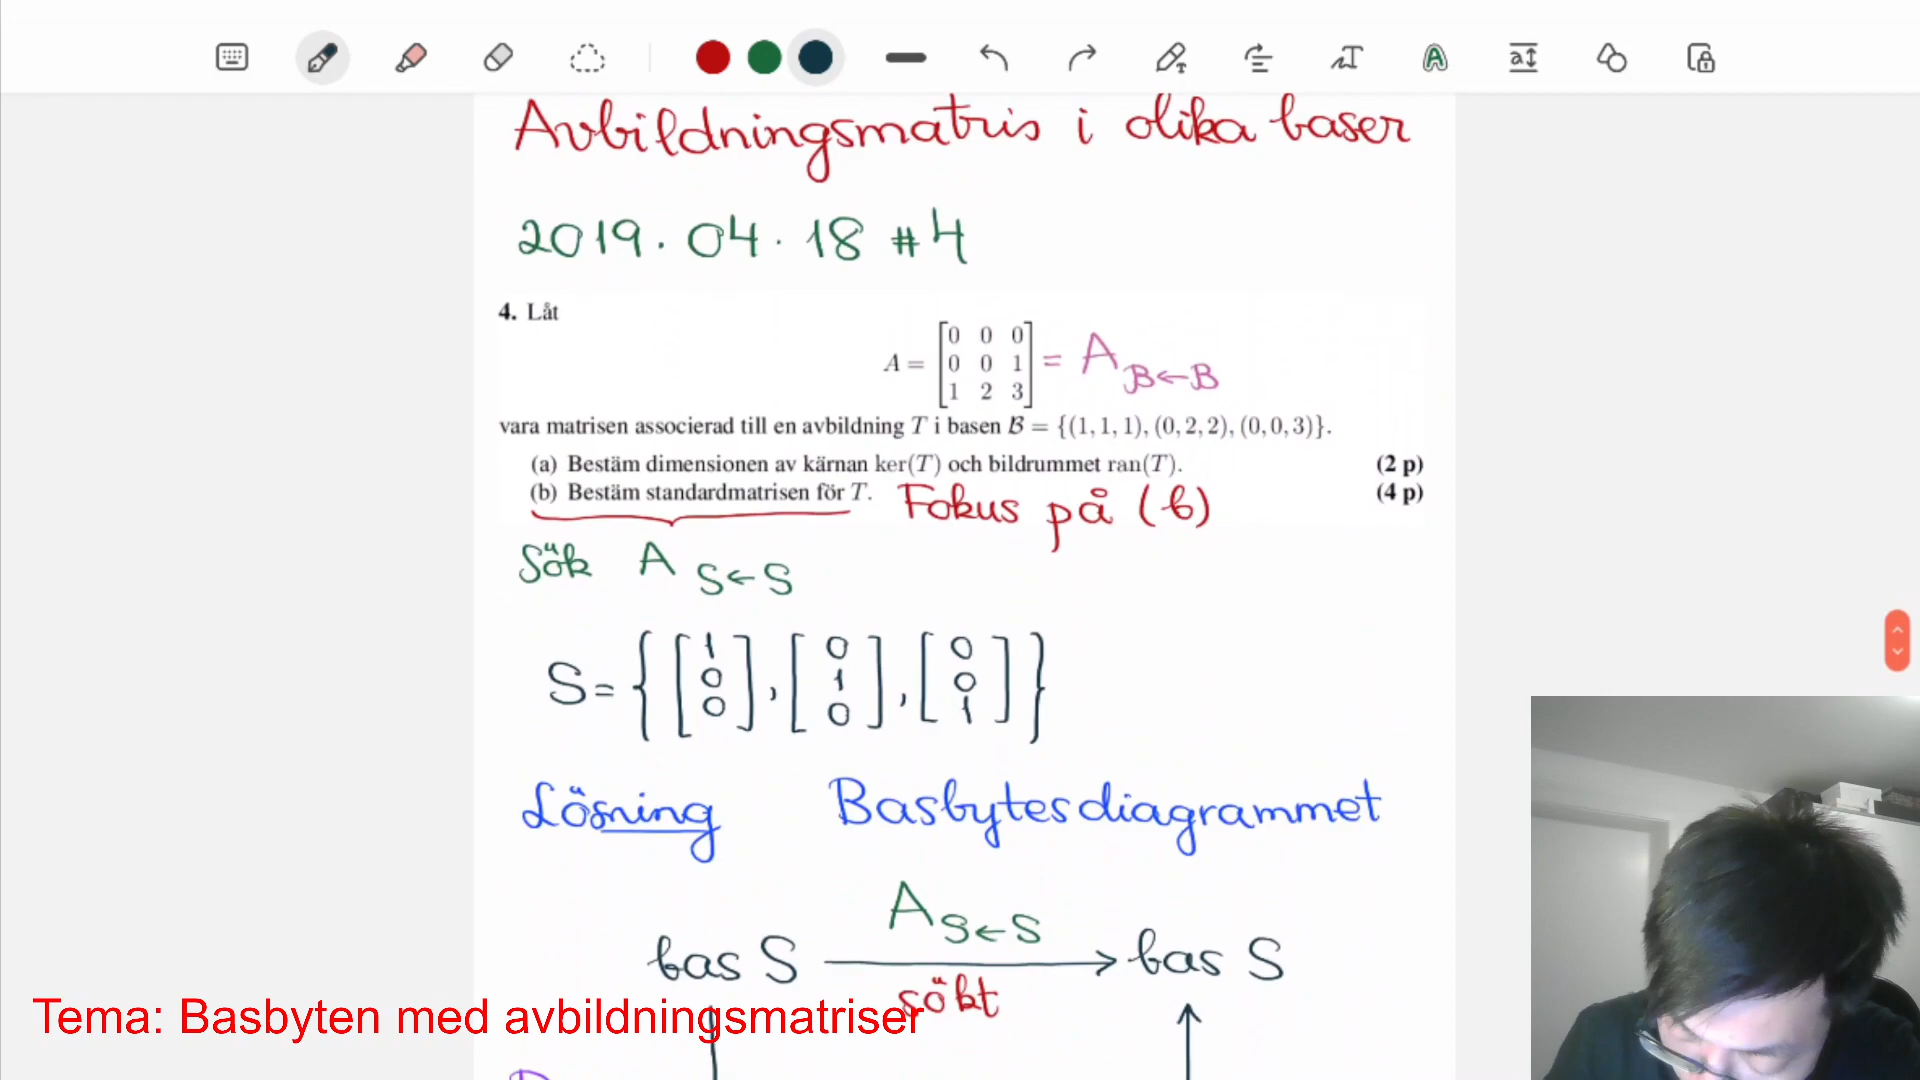 Avbildningsmatris i olika baser
2019.04.18 #4
4. Låt
A = [0 0 0
0 0 1
1 2 3] = A B←B
vara matrisen associerad till en avbildning T i basen B = {(1, 1, 1), (0, 2, 2), (0, 0, 3)}.
(a) Bestäm dimensionen av kärnan ker(T) och bildrummet ran(T). (2 p)
(b) Bestäm standardmatrisen för T. (4 p)
Fokus på (b)
Sök A S←S
S = {[1 0 0], [0 1 0], [0 0 1]}
Lösning Basbytesdiagrammet
A S←S
bas S → bas S
sökt
Tema: Basbyten med avbildningsmatriser